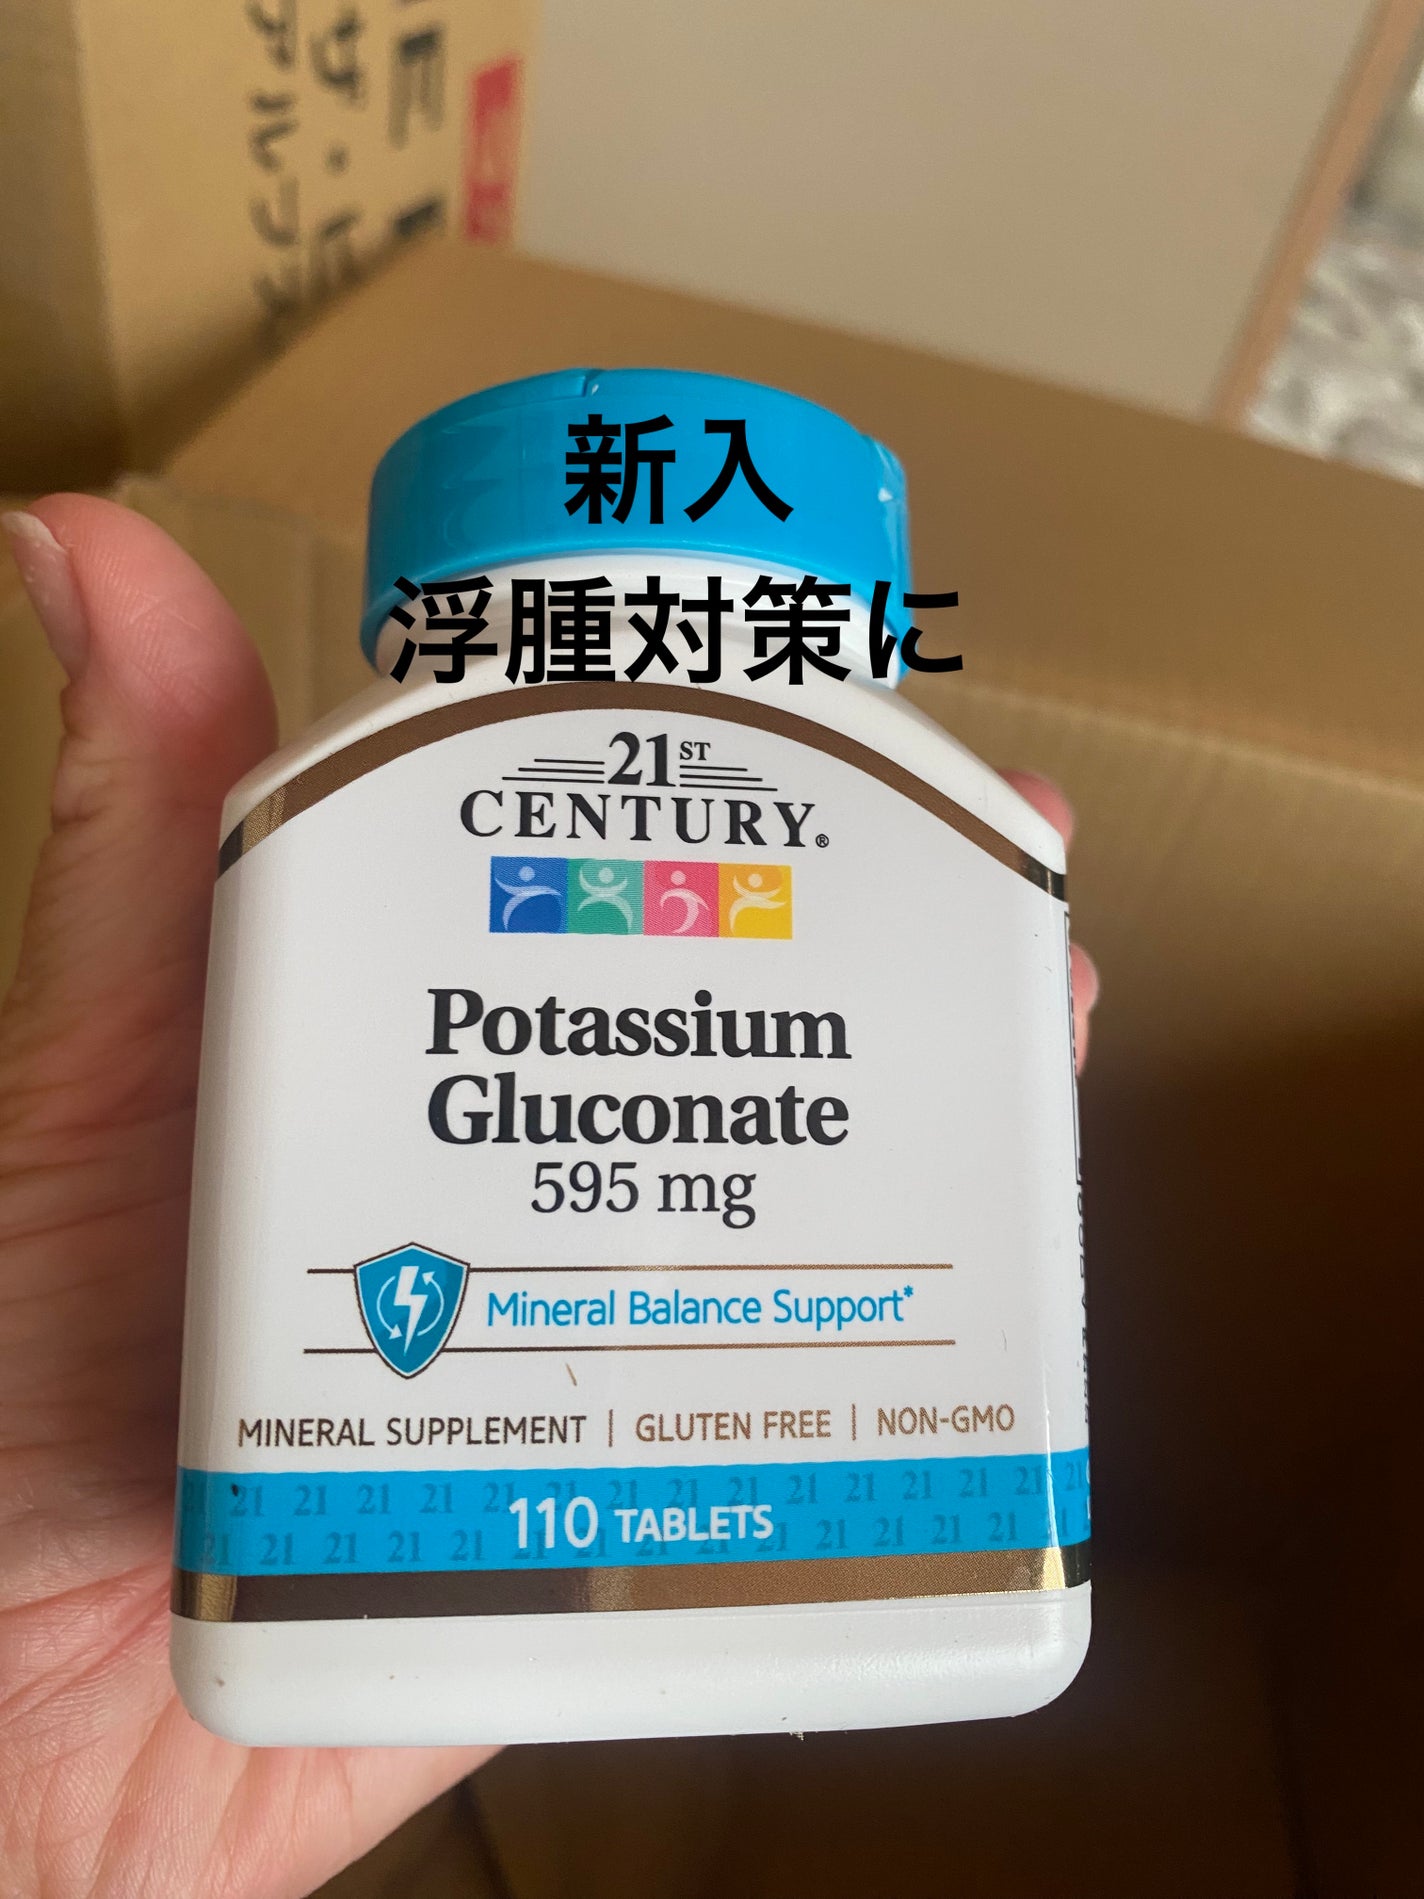 新入
浮腫対策に
21ST
CENTURY®
Potassium
Gluconate
595 mg
Mineral Balance Support*
MINERAL SUPPLEMENT | GLUTEN FREE | NON-GMO
110 TABLETS